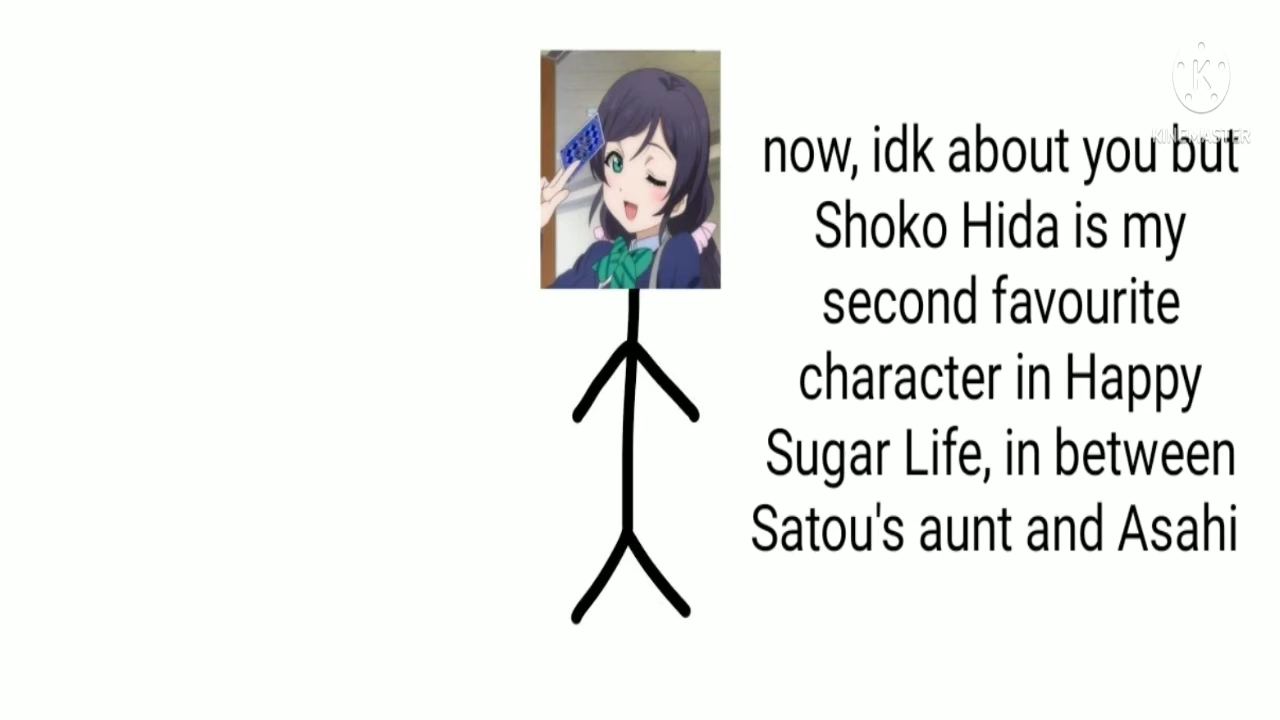 K
KINEMASTER
now, idk about you but
Shoko Hida is my
second favourite
character in Happy
Sugar Life, in between
Satou's aunt and Asahi